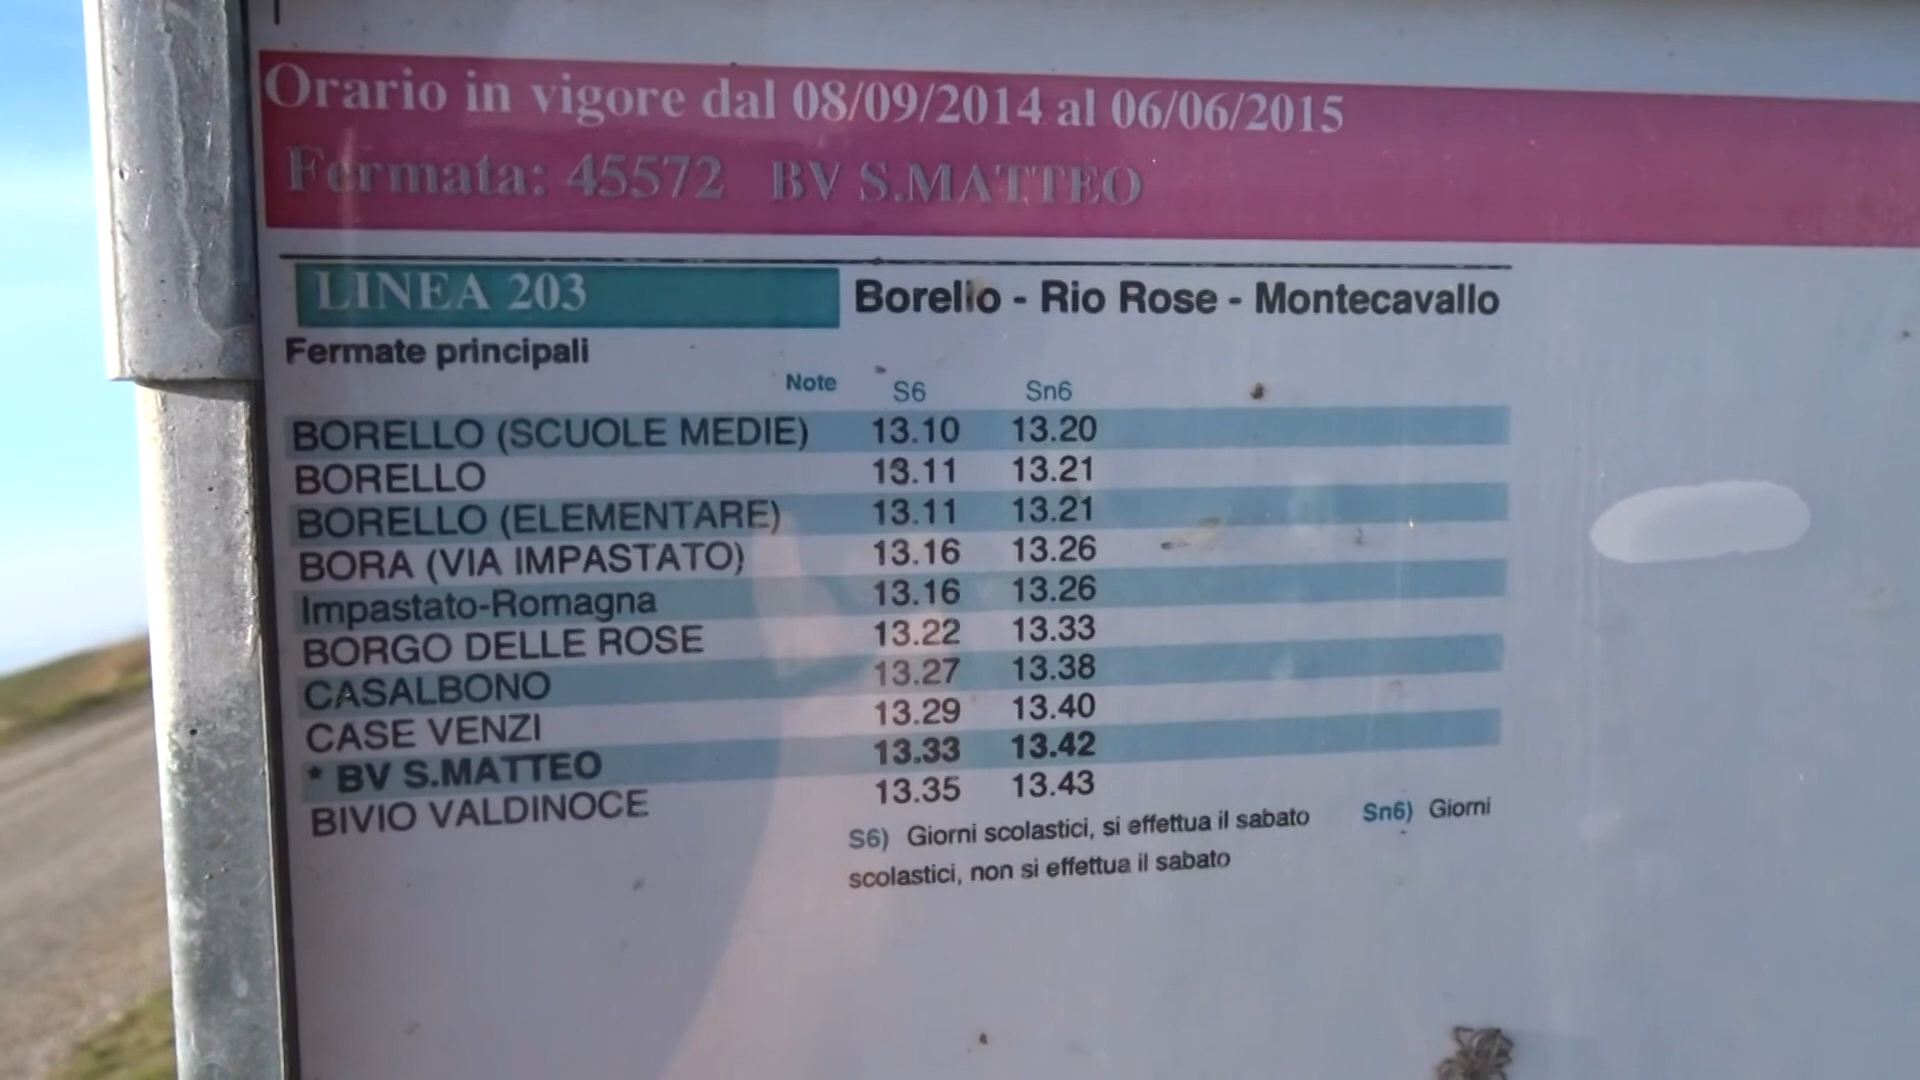 Orario in vigore dal 08/09/2014 al 06/06/2015
Fermata: 45572 BV S.MATTEO
LINEA 203 Borello - Rio Rose - Montecavallo
Fermate principali
Note S6 Sn6
BORELLO (SCUOLE MEDIE) 13.10 13.20
BORELLO 13.11 13.21
BORELLO (ELEMENTARE) 13.11 13.21
BORA (VIA IMPASTATO) 13.16 13.26
Impastato-Romagna 13.16 13.26
BORGO DELLE ROSE 13.22 13.33
CASALBONO 13.27 13.38
CASE VENZI 13.29 13.40
* BV S.MATTEO 13.33 13.42
BIVIO VALDINOCE 13.35 13.43
S6) Giorni scolastici, si effettua il sabato Sn6) Giorni
scolastici, non si effettua il sabato